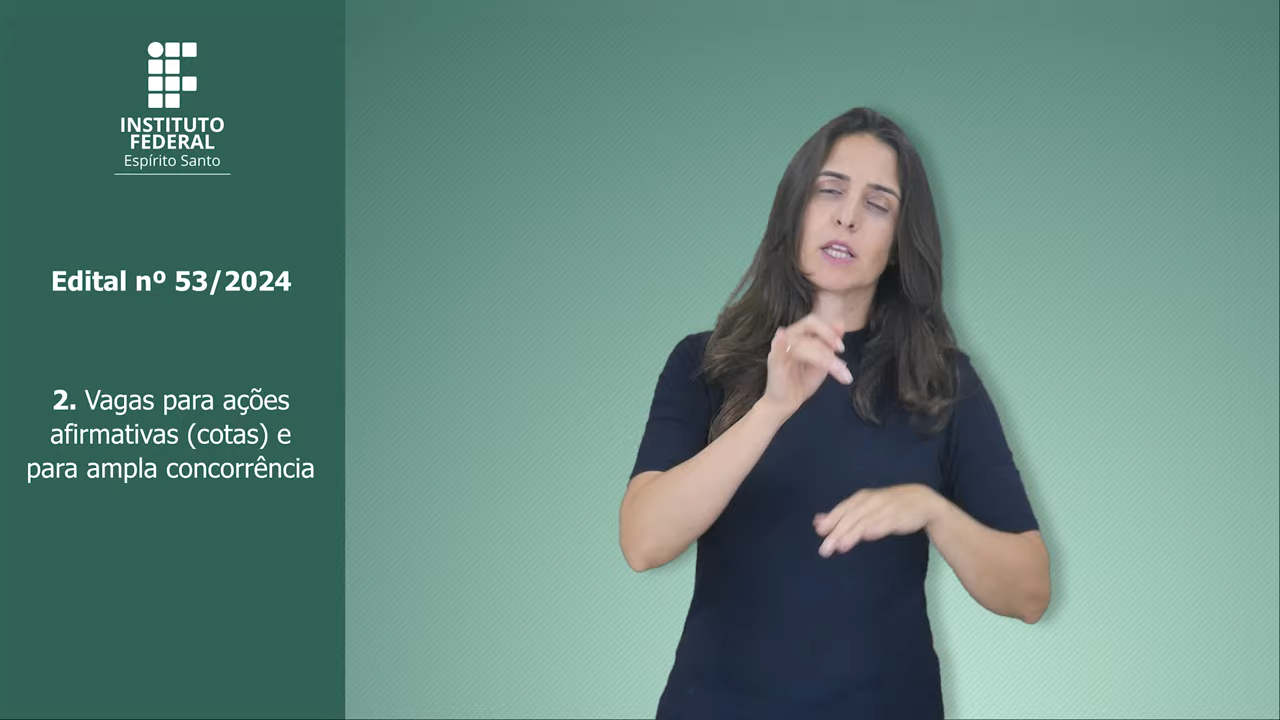 INSTITUTO
FEDERAL
Espírito Santo
Edital nº 53/2024
2. Vagas para ações
afirmativas (cotas) e
para ampla concorrência